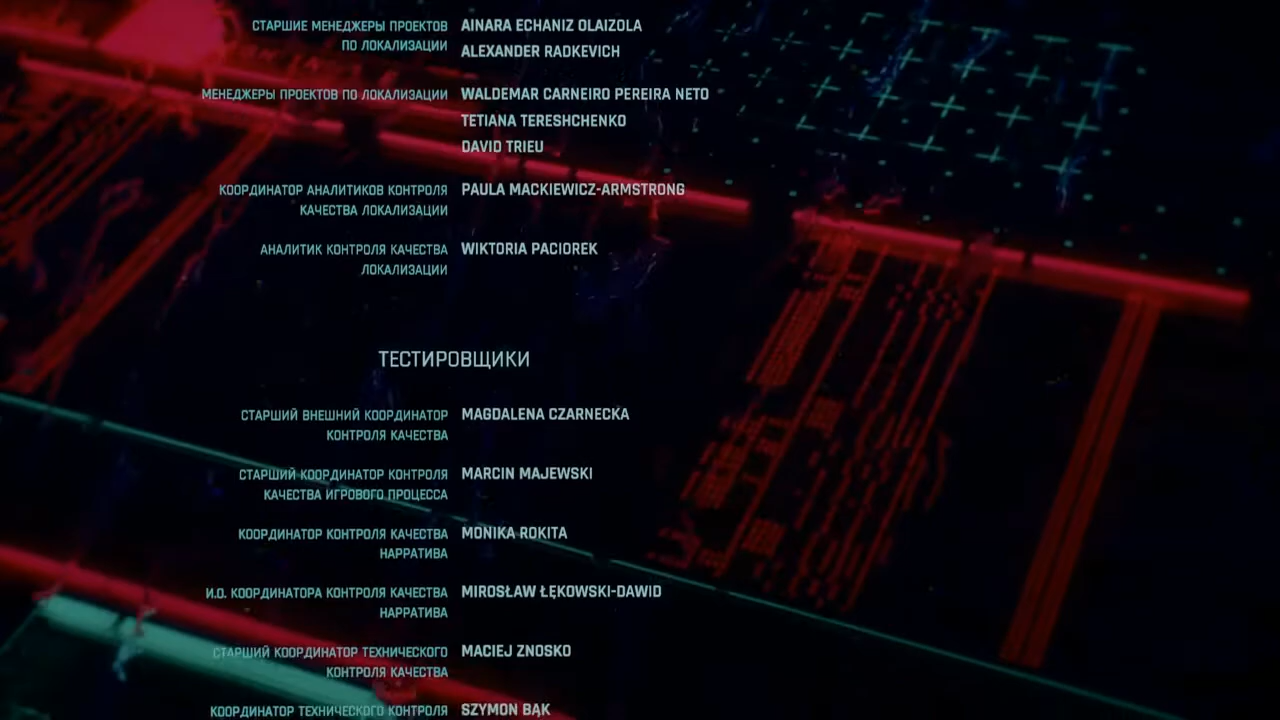 СТАРШИЕ МЕНЕДЖЕРЫ ПРОЕКТОВ AINARA ECHANIZ OLAIZOLA
ПО ЛОКАЛИЗАЦИИ ALEXANDER RADKEVICH
МЕНЕДЖЕРЫ ПРОЕКТОВ ПО ЛОКАЛИЗАЦИИ WALDEMAR CARNEIRO PEREIRA NETO
TETIANA TERESHCHENKO
DAVID TRIEU
КООРДИНАТОР АНАЛИТИКОВ КОНТРОЛЯ PAULA MACKIEWICZ-ARMSTRONG
КАЧЕСТВА ЛОКАЛИЗАЦИИ
АНАЛИТИК КОНТРОЛЯ КАЧЕСТВА WIKTORIA PACIOREK
ЛОКАЛИЗАЦИИ
ТЕСТИРОВЩИКИ
СТАРШИЙ ВНЕШНИЙ КООРДИНАТОР MAGDALENA CZARNECKA
КОНТРОЛЯ КАЧЕСТВА
СТАРШИЙ КООРДИНАТОР КОНТРОЛЯ MARCIN MAJEWSKI
КАЧЕСТВА ИГРОВОГО ПРОЦЕССА
КООРДИНАТОР КОНТРОЛЯ КАЧЕСТВА MONIKA ROKITA
НАРРАТИВА
И.О. КООРДИНАТОРА КОНТРОЛЯ КАЧЕСТВА MIROSŁAW ŁĘKOWSKI-DAWID
НАРРАТИВА
СТАРШИЙ КООРДИНАТОР ТЕХНИЧЕСКОГО MACIEJ ZNOSKO
КОНТРОЛЯ КАЧЕСТВА
КООРДИНАТОР ТЕХНИЧЕСКОГО КОНТРОЛЯ SZYMON BĄK